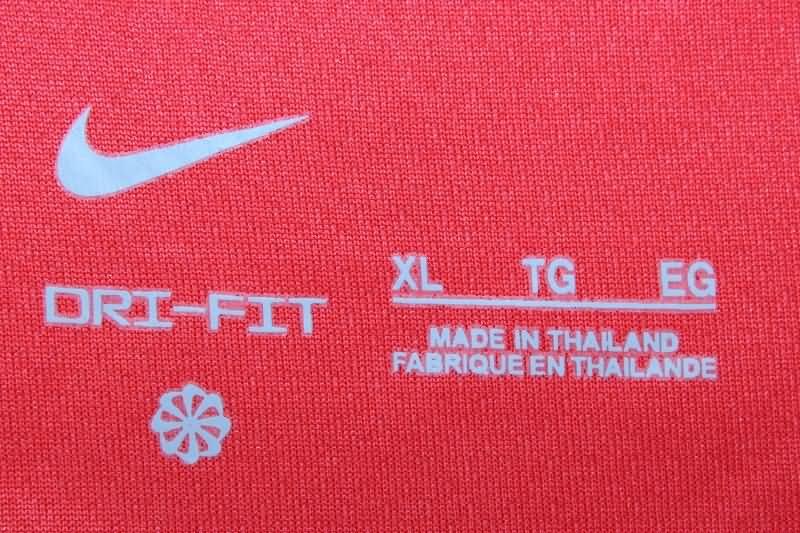 DRI-FIT
XL TG EG
MADE IN THAILAND
FABRIQUE EN THAILANDE